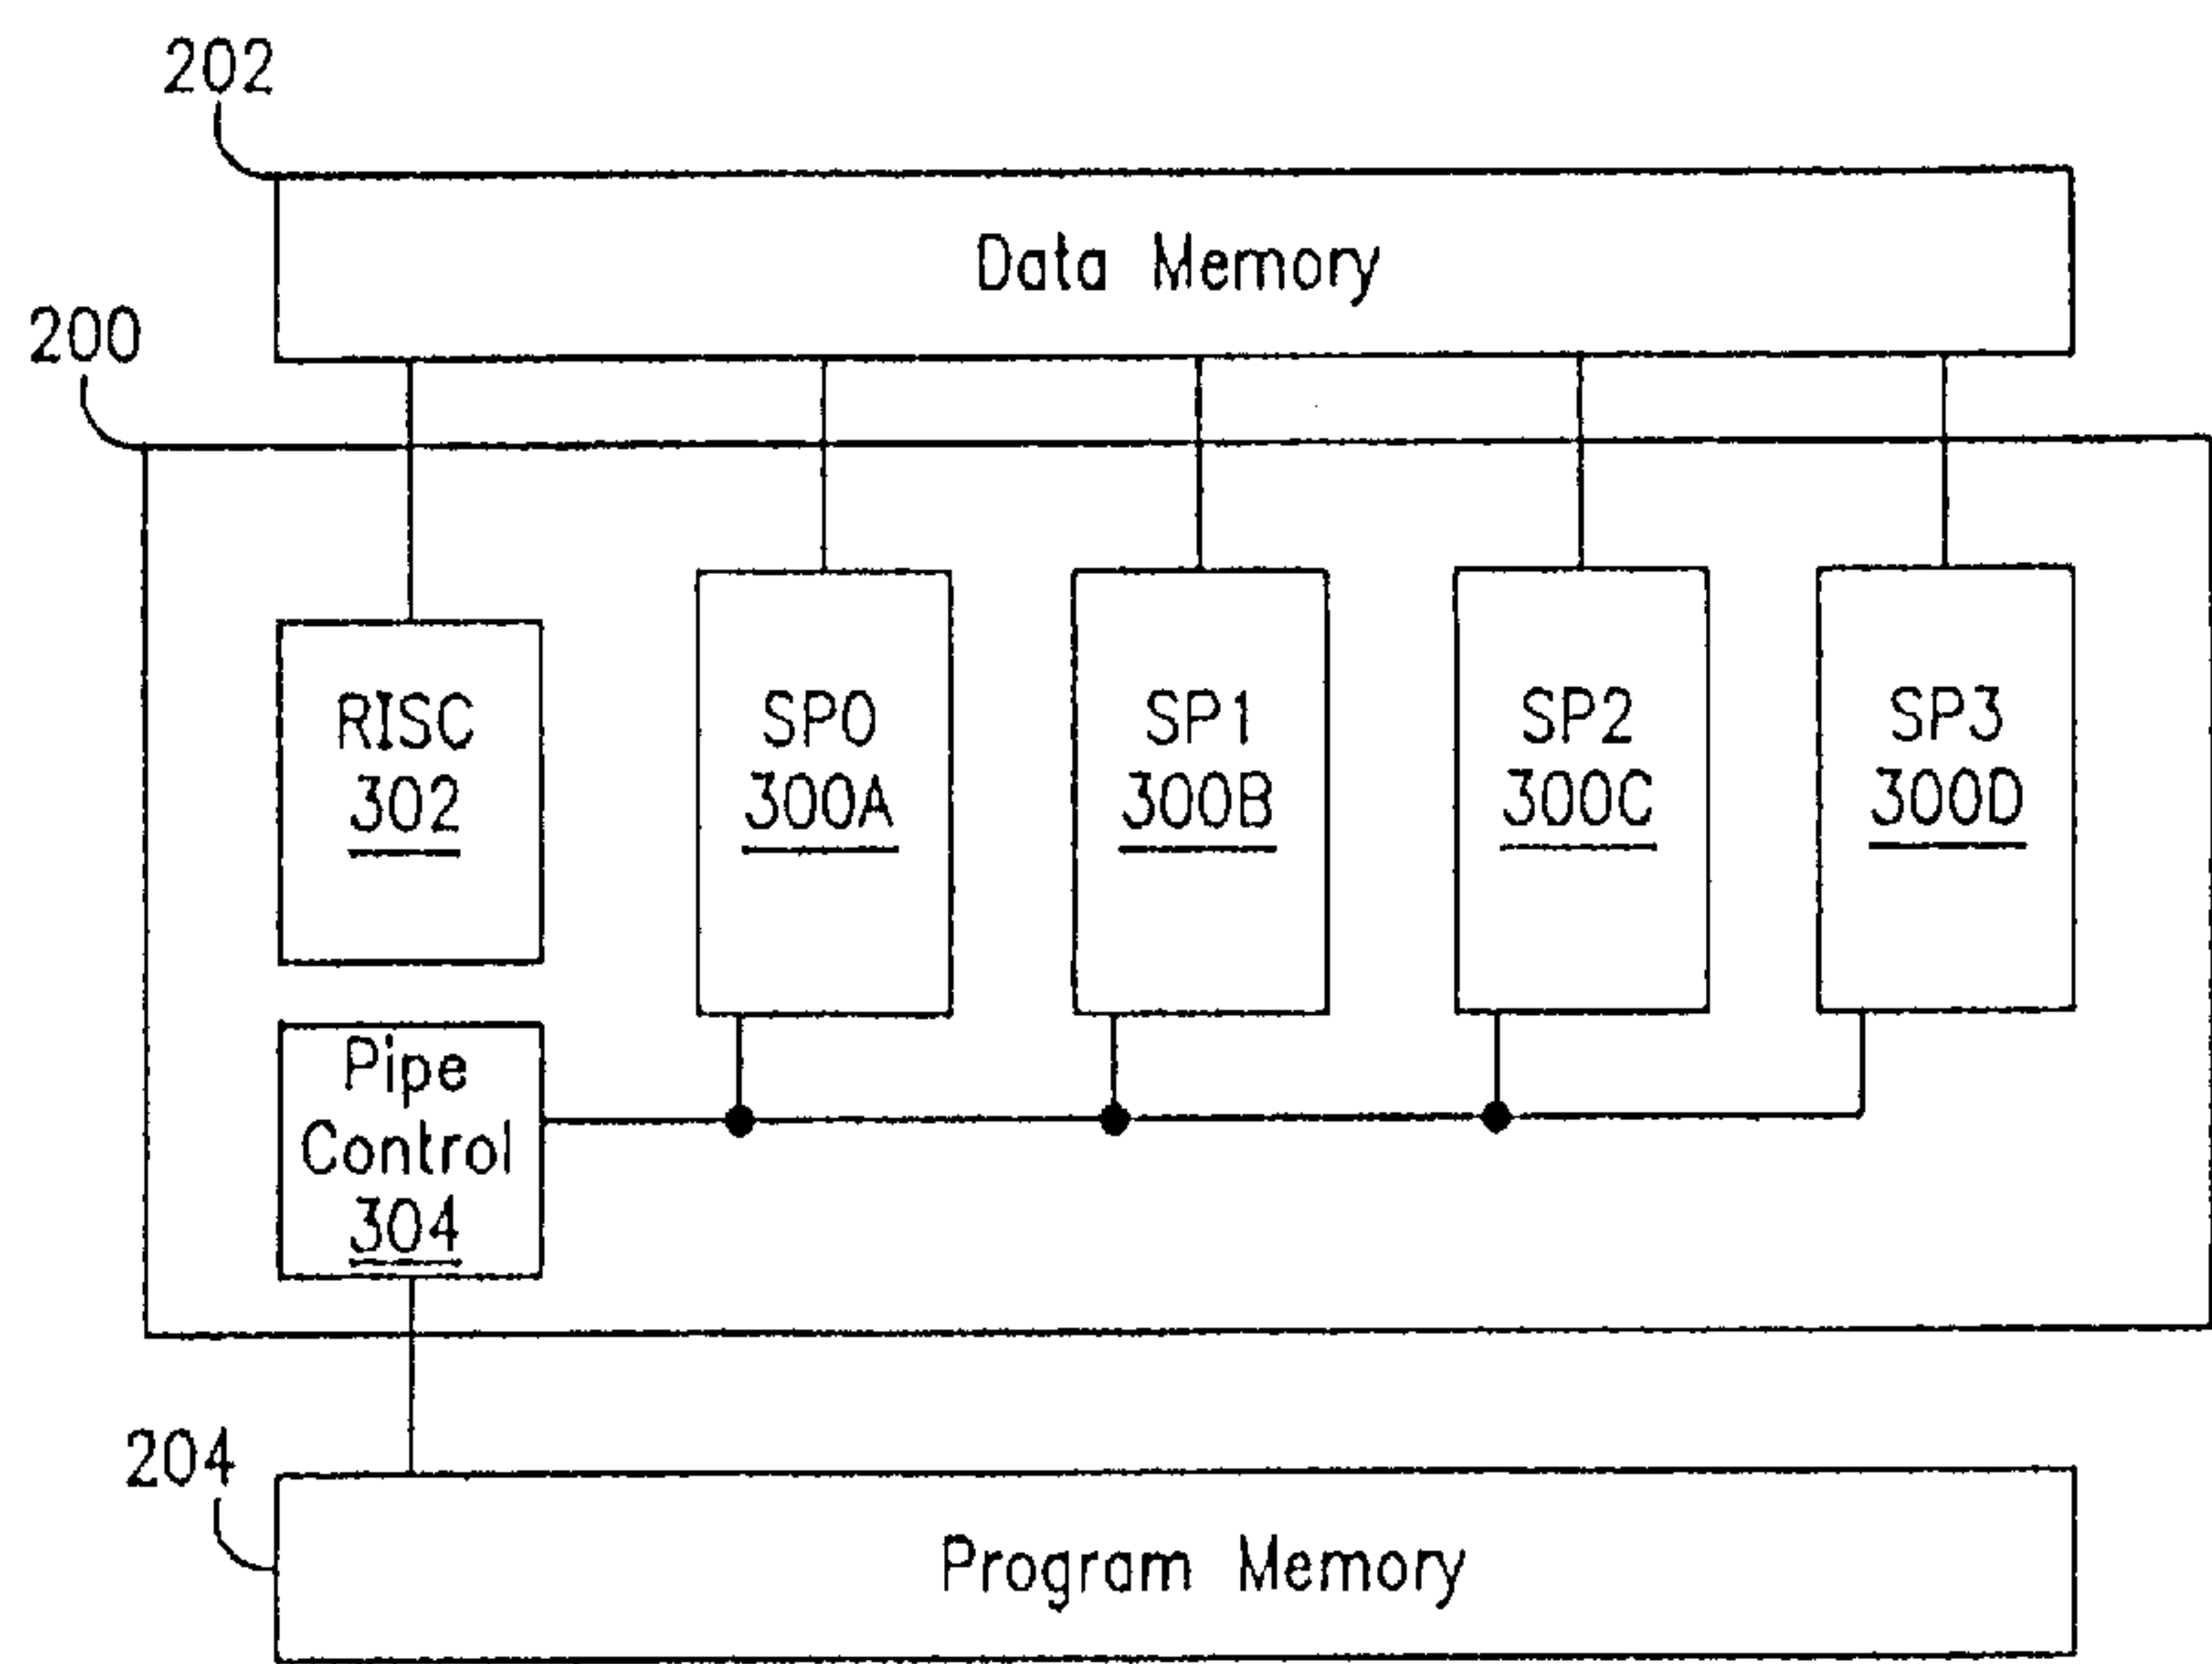 202
Data Memory
200
RISC
302
SP0
300A
SP1
300B
SP2
300C
SP3
300D
Pipe
Control
304
204
Program Memory